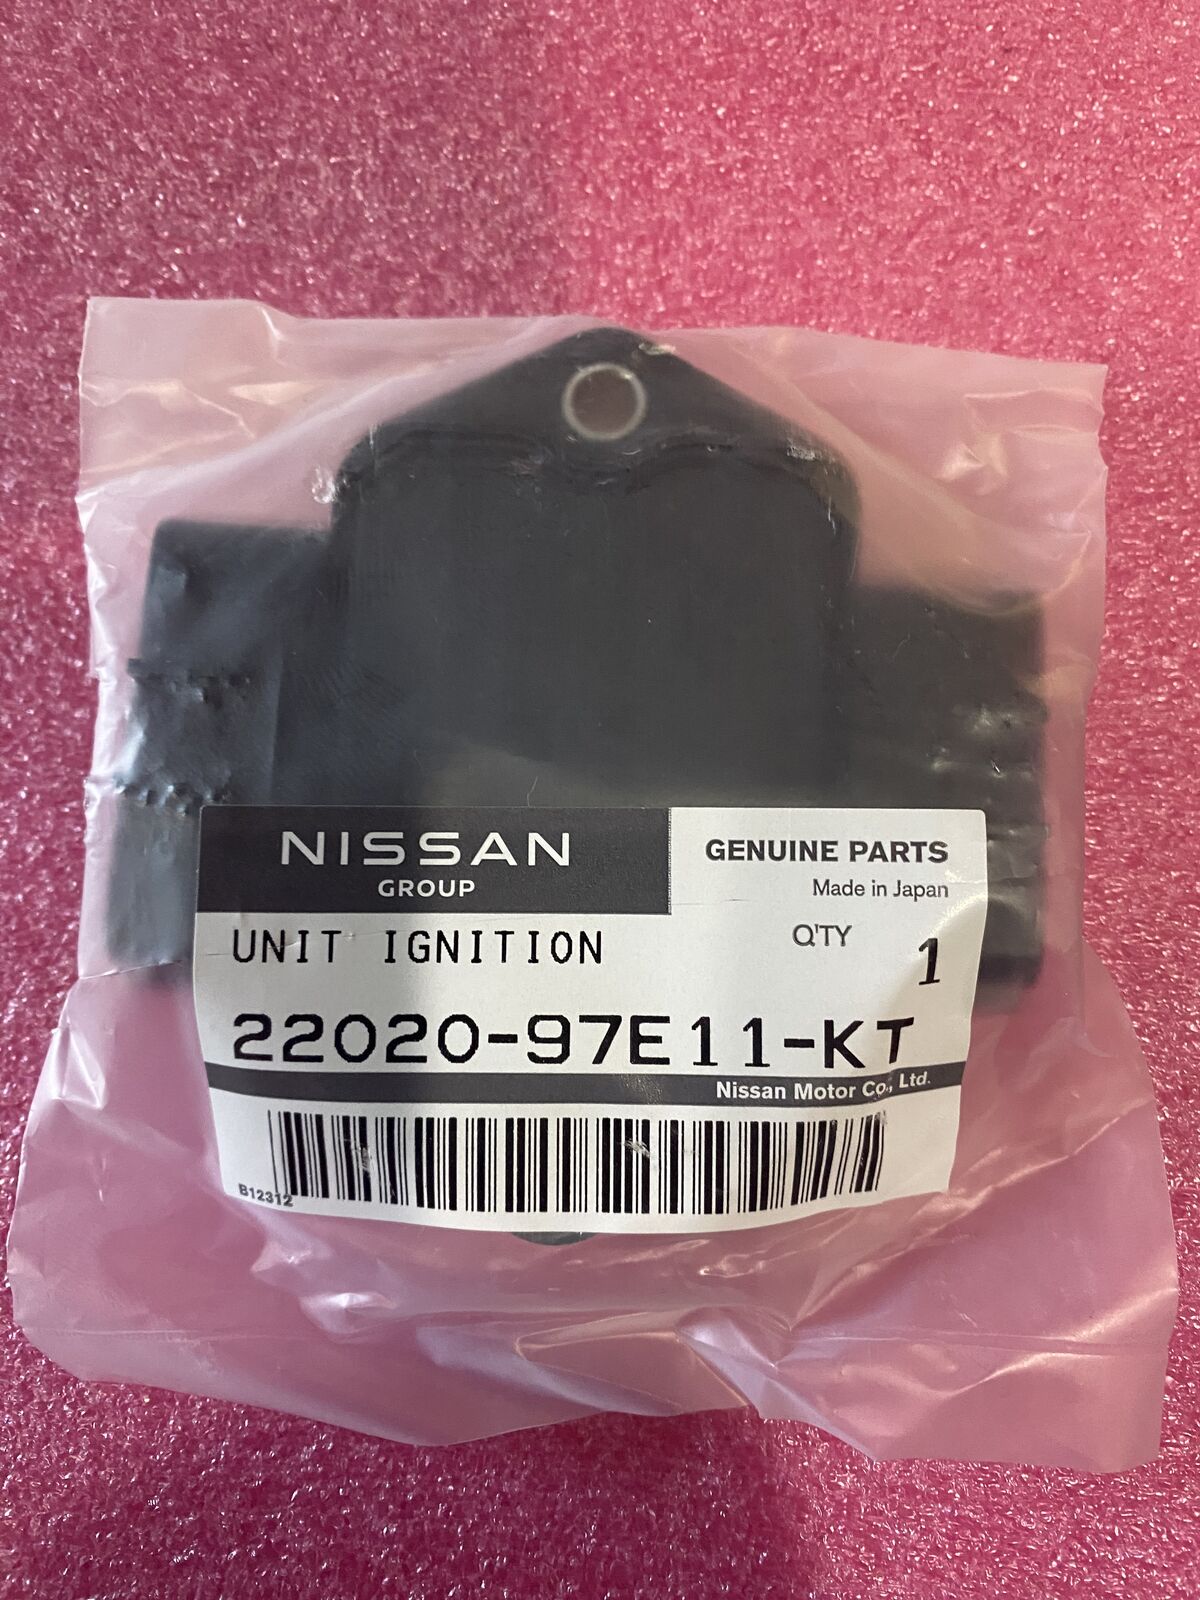 NISSAN
GROUP
GENUINE PARTS
Made in Japan
UNIT IGNITION
Q'TY 1
22020-97E11-KT
Nissan Motor Co., Ltd.
B12312